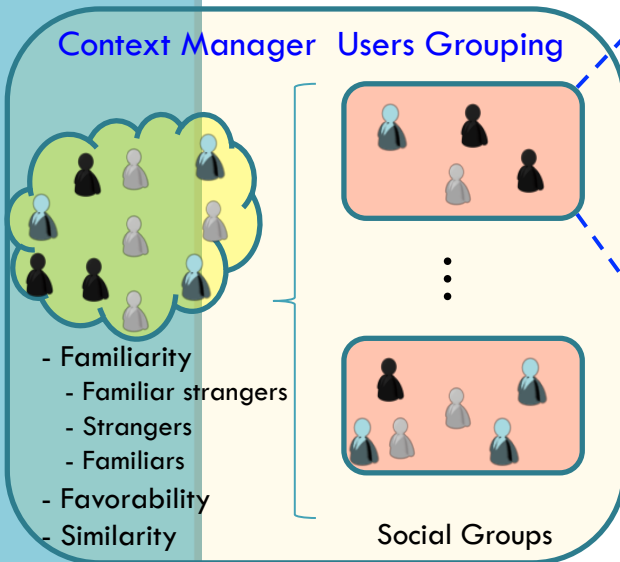 Context Manager Users Grouping
- Familiarity
- Familiar strangers
- Strangers
- Familiars
- Favorability
- Similarity
Social Groups